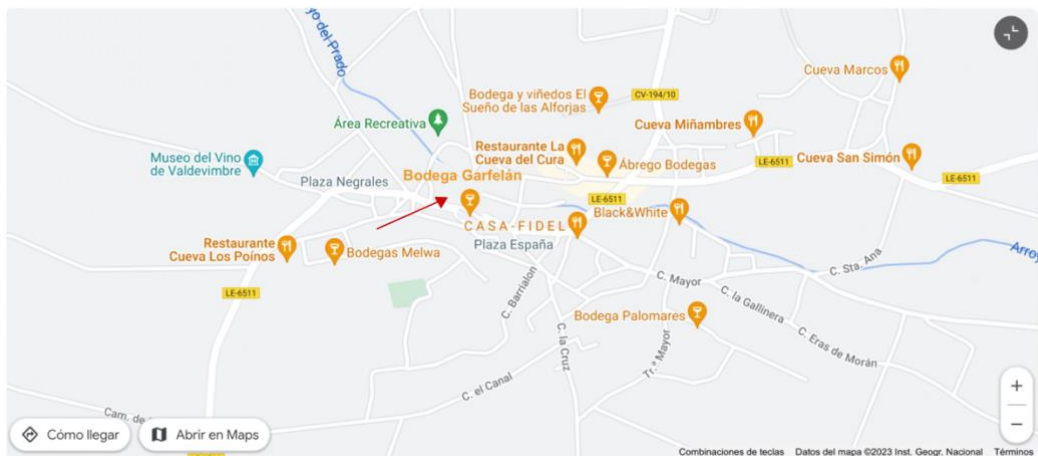 yo del Prado
Cueva Marcos
Bodega y viñedos El
Sueño de las Alforjas
CV-194/10
Área Recreativa
Cueva Miñambres
Restaurante La
Cueva del Cura
Museo del Vino
de Valdevimbre
Ábrego Bodegas
LE-6511
Cueva San Simón
LE-6511
Plaza Negrales
Bodega Garfelán
LE-6511
Black&White
CASA-FIDEL
Plaza España
Restaurante
Cueva Los Poínos
Bodegas Melwa
Arroy
C. Sta. Ana
C. Mayor
LE-6511
C. Barrialon
C. la Gallinera
Bodega Palomares
C. la Cruz
Tr.ª Mayor
C. Eras de Morán
C. el Canal
Cam. de
Cómo llegar
Abrir en Maps
+
−
Combinaciones de teclas
Datos del mapa ©2023 Inst. Geogr. Nacional
Términos